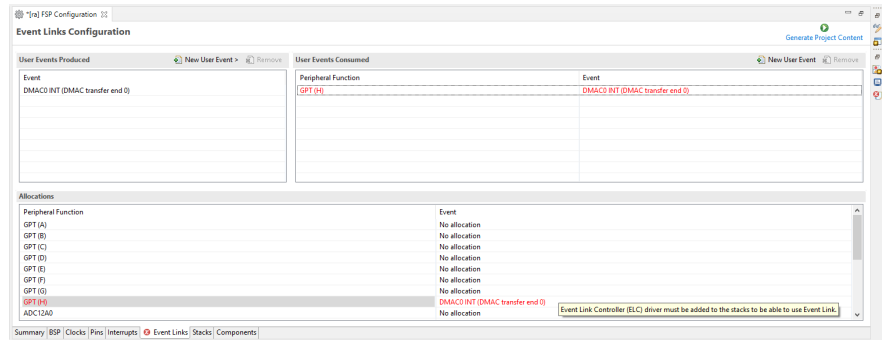 *[ra] FSP Configuration
Event Links Configuration
Generate Project Content
User Events Produced
New User Event >
Remove
User Events Consumed
New User Event
Remove
Event
Peripheral Function
Event
DMAC0 INT (DMAC transfer end 0)
GPT (H)
DMAC0 INT (DMAC transfer end 0)
Allocations
Peripheral Function
Event
GPT (A)
No allocation
GPT (B)
No allocation
GPT (C)
No allocation
GPT (D)
No allocation
GPT (E)
No allocation
GPT (F)
No allocation
GPT (G)
No allocation
GPT (H)
DMAC0 INT (DMAC transfer end 0)
ADC12A0
No allocation
Event Link Controller (ELC) driver must be added to the stacks to be able to use Event Link.
Summary BSP Clocks Pins Interrupts Event Links Stacks Components